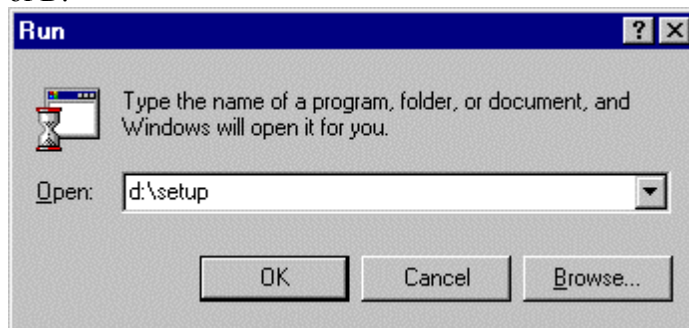 Run
Type the name of a program, folder, or document, and
Windows will open it for you.
Open: d:\setup
OK Cancel Browse...